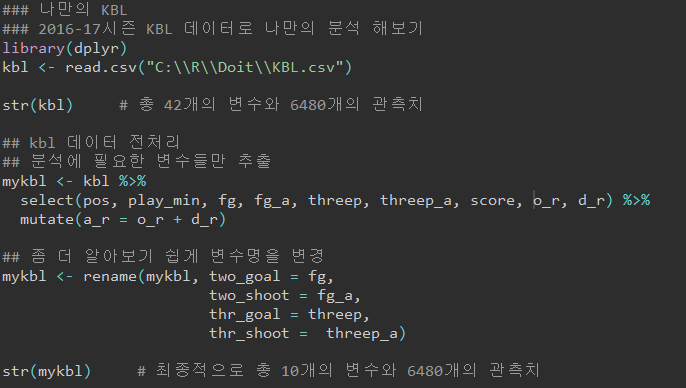 ### 나만의 KBL
### 2016-17시즌 KBL 데이터로 나만의 분석 해보기
library(dplyr)
kbl <- read.csv("C:\\R\\Doit\\KBL.csv")
str(kbl)     # 총 42개의 변수와 6480개의 관측치
## kbl 데이터 전처리
## 분석에 필요한 변수들만 추출
mykbl <- kbl %>%
  select(pos, play_min, fg, fg_a, threep, threep_a, score, o_r, d_r) %>%
  mutate(a_r = o_r + d_r)
## 좀 더 알아보기 쉽게 변수명을 변경
mykbl <- rename(mykbl, two_goal = fg,
                       two_shoot = fg_a,
                       thr_goal = threep,
                       thr_shoot =  threep_a)
str(mykbl)     # 최종적으로 총 10개의 변수와 6480개의 관측치